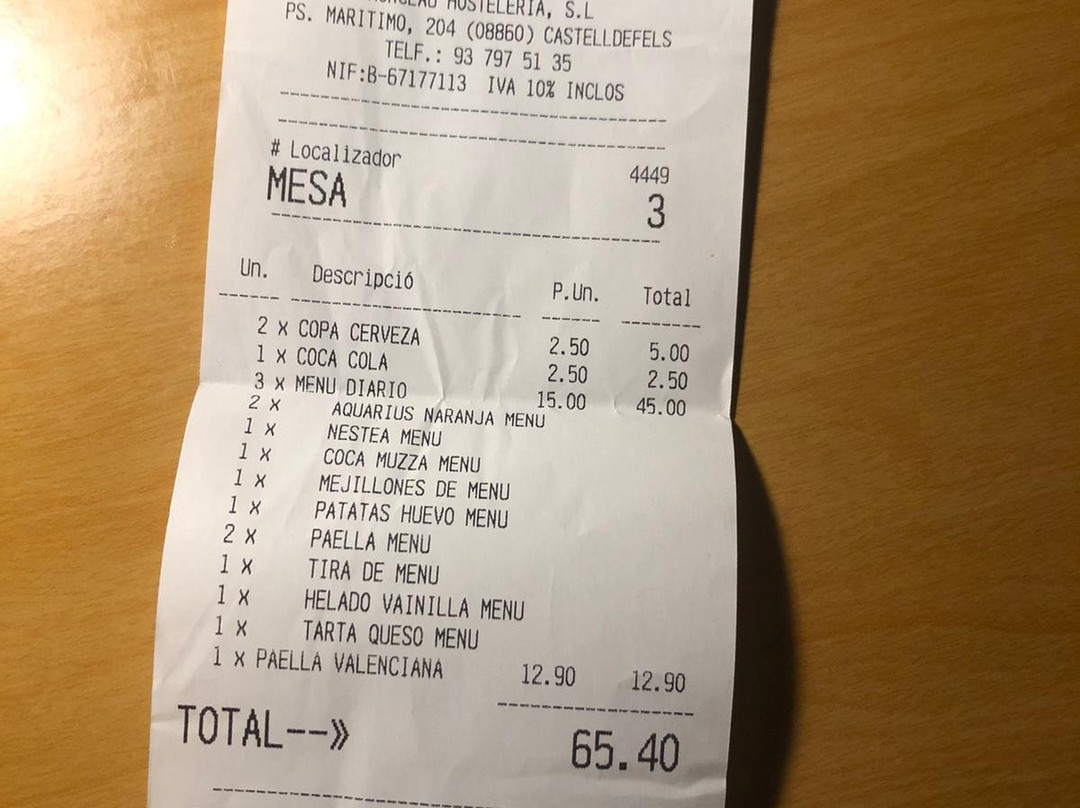 HOSTELERIA, S.L
PS. MARITIMO, 204 (08860) CASTELLDEFELS
TELF.: 93 797 51 35
NIF:B-67177113 IVA 10% INCLOS
# Localizador 4449
MESA 3
Un. Descripció P.Un. Total
2 x COPA CERVEZA 2.50 5.00
1 x COCA COLA 2.50 2.50
3 x MENU DIARIO 15.00 45.00
2 x AQUARIUS NARANJA MENU
1 x NESTEA MENU
1 x COCA MUZZA MENU
1 x MEJILLONES DE MENU
1 x PATATAS HUEVO MENU
2 x PAELLA MENU
1 x TIRA DE MENU
1 x HELADO VAINILLA MENU
1 x TARTA QUESO MENU
1 x PAELLA VALENCIANA 12.90 12.90
TOTAL--» 65.40